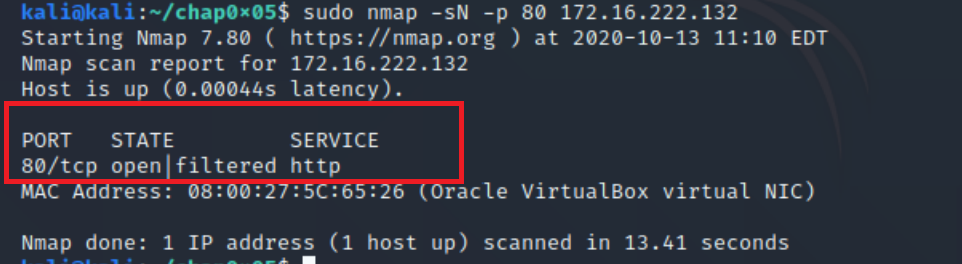 kali@kali:~/chap0×05$ sudo nmap -sN -p 80 172.16.222.132
Starting Nmap 7.80 ( https://nmap.org ) at 2020-10-13 11:10 EDT
Nmap scan report for 172.16.222.132
Host is up (0.00044s latency).
PORT   STATE         SERVICE
80/tcp open|filtered http
MAC Address: 08:00:27:5C:65:26 (Oracle VirtualBox virtual NIC)
Nmap done: 1 IP address (1 host up) scanned in 13.41 seconds
kali@kali:~/chap0×05$